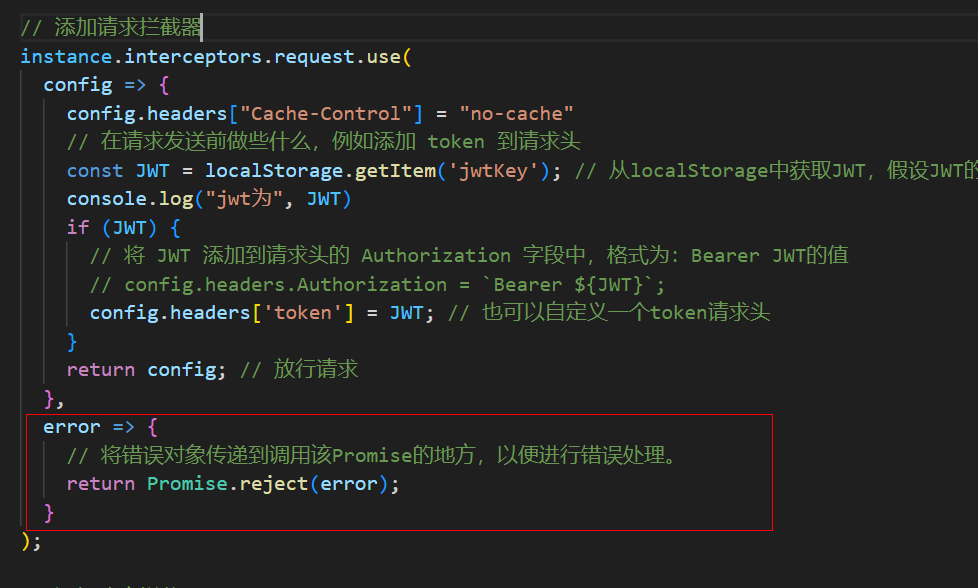 // 添加请求拦截器
instance.interceptors.request.use(
config => {
config.headers["Cache-Control"] = "no-cache"
// 在请求发送前做些什么，例如添加 token 到请求头
const JWT = localStorage.getItem('jwtKey'); // 从localStorage中获取JWT，假设JWT的
console.log("jwt为", JWT)
if (JWT) {
// 将 JWT 添加到请求头的 Authorization 字段中，格式为：Bearer JWT的值
// config.headers.Authorization = `Bearer ${JWT}`;
config.headers['token'] = JWT; // 也可以自定义一个token请求头
}
return config; // 放行请求
},
error => {
// 将错误对象传递到调用该Promise的地方，以便进行错误处理。
return Promise.reject(error);
}
);